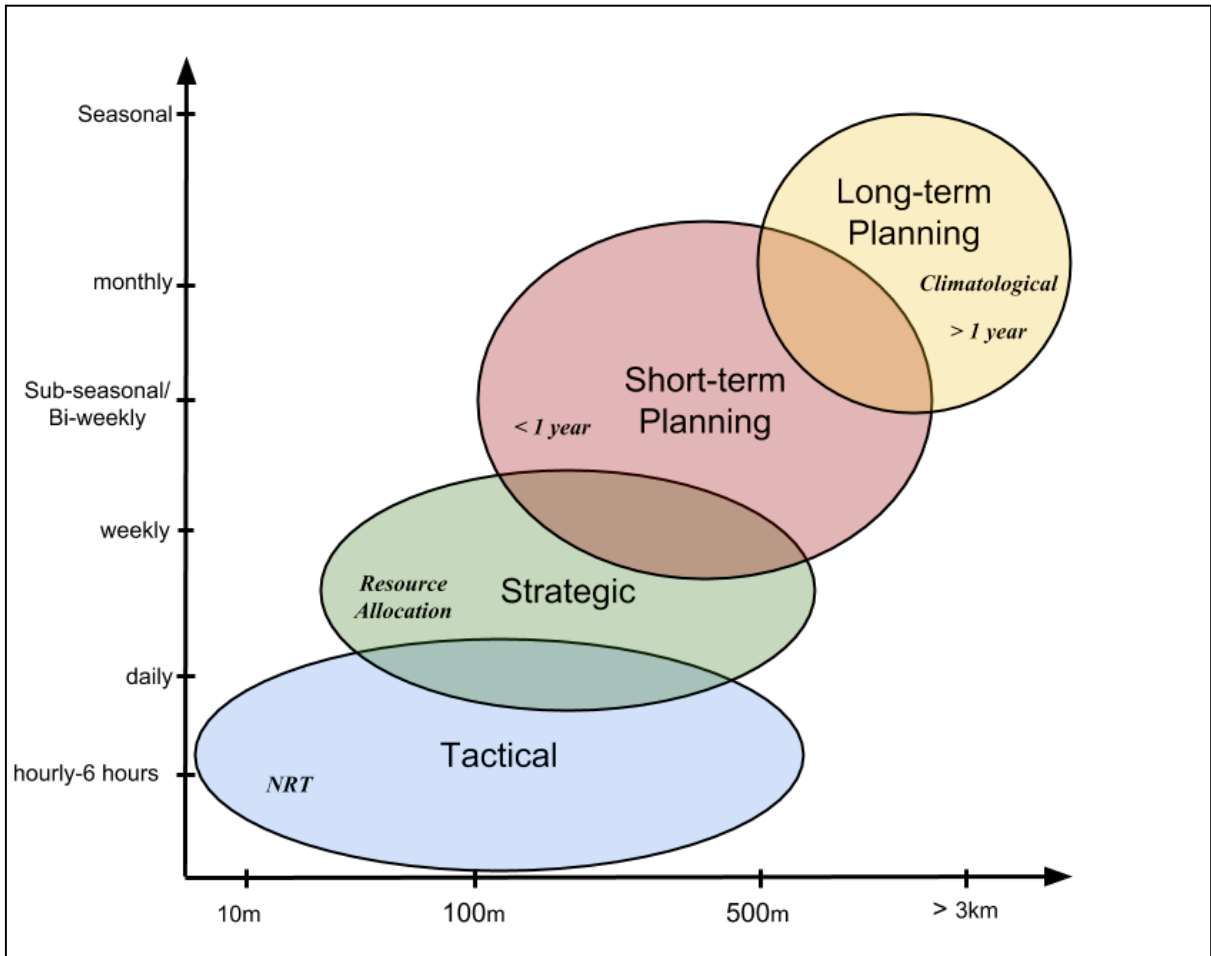 Seasonal
Long-term
Planning
monthly
Climatological
> 1 year
Sub-seasonal/
Bi-weekly
Short-term
Planning
< 1 year
weekly
Resource
Allocation
Strategic
daily
Tactical
hourly-6 hours
NRT
10m
100m
500m
> 3km